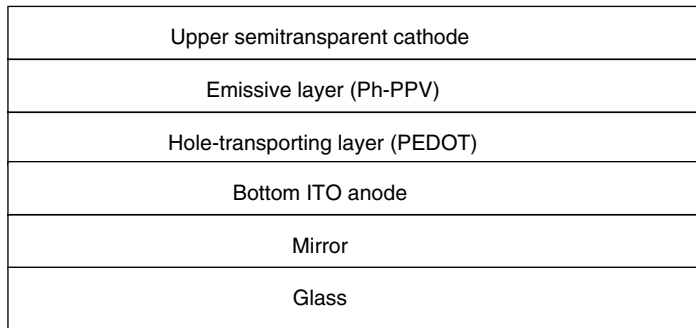 Upper semitransparent cathode
Emissive layer (Ph-PPV)
Hole-transporting layer (PEDOT)
Bottom ITO anode
Mirror
Glass